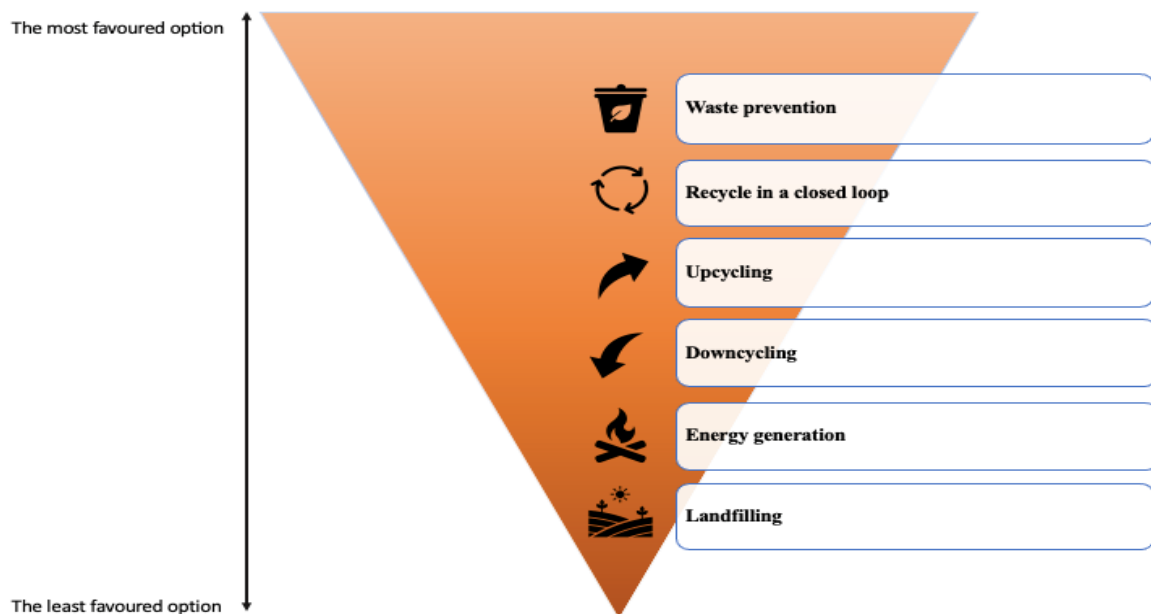 The most favoured option
Waste prevention
Recycle in a closed loop
Upcycling
Downcycling
Energy generation
Landfilling
The least favoured option